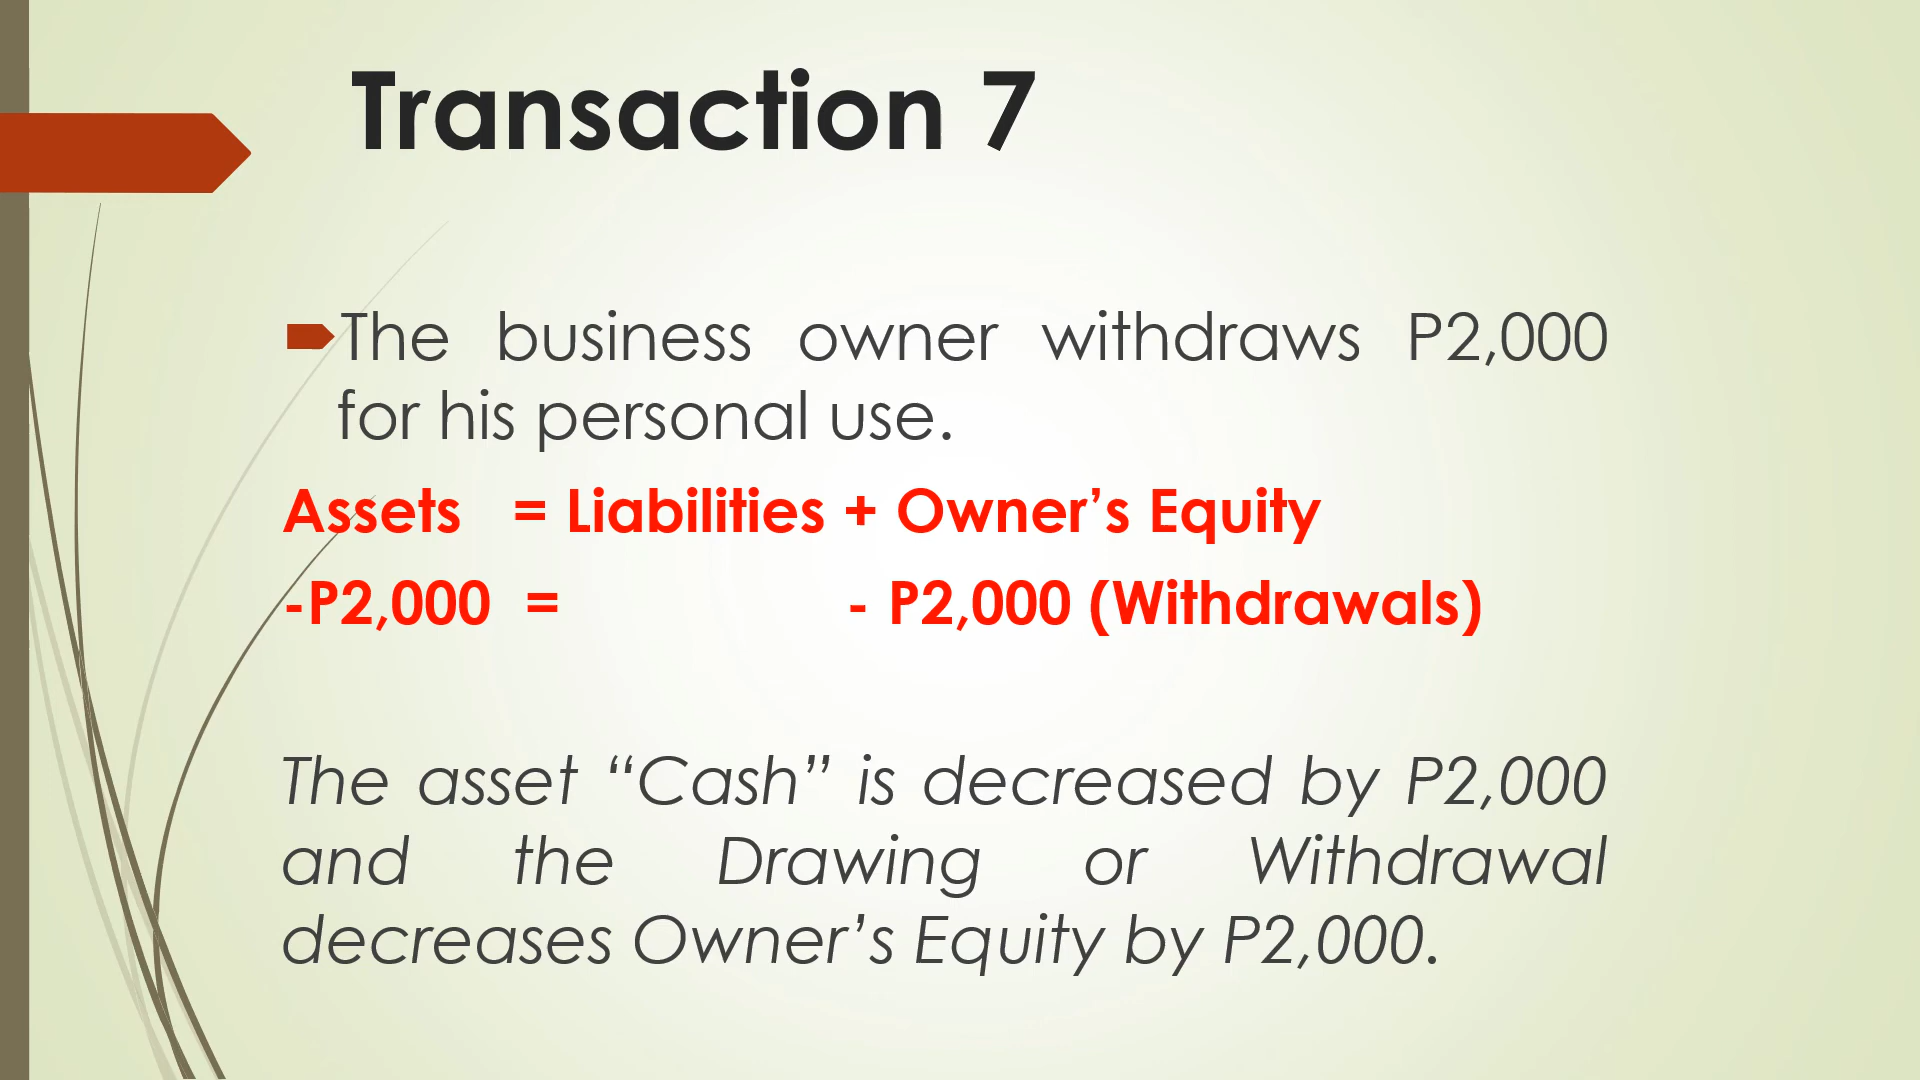 Transaction 7
The business owner withdraws P2,000
for his personal use.
Assets = Liabilities + Owner’s Equity
-P2,000 = - P2,000 (Withdrawals)
The asset “Cash” is decreased by P2,000
and the Drawing or Withdrawal
decreases Owner’s Equity by P2,000.